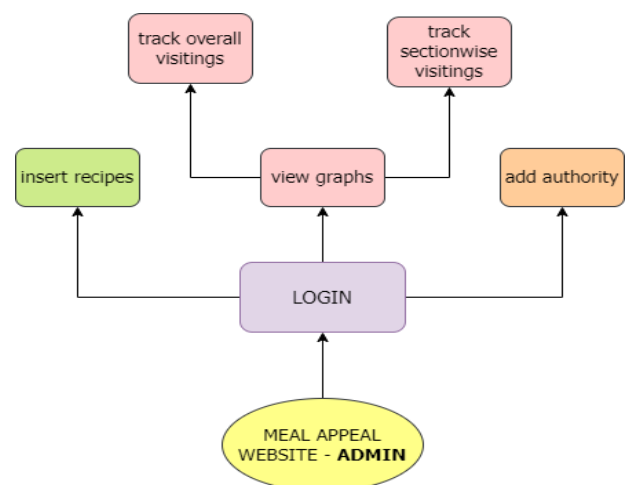 track overall
visitings
track
sectionwise
visitings
insert recipes
view graphs
add authority
LOGIN
MEAL APPEAL
WEBSITE - ADMIN